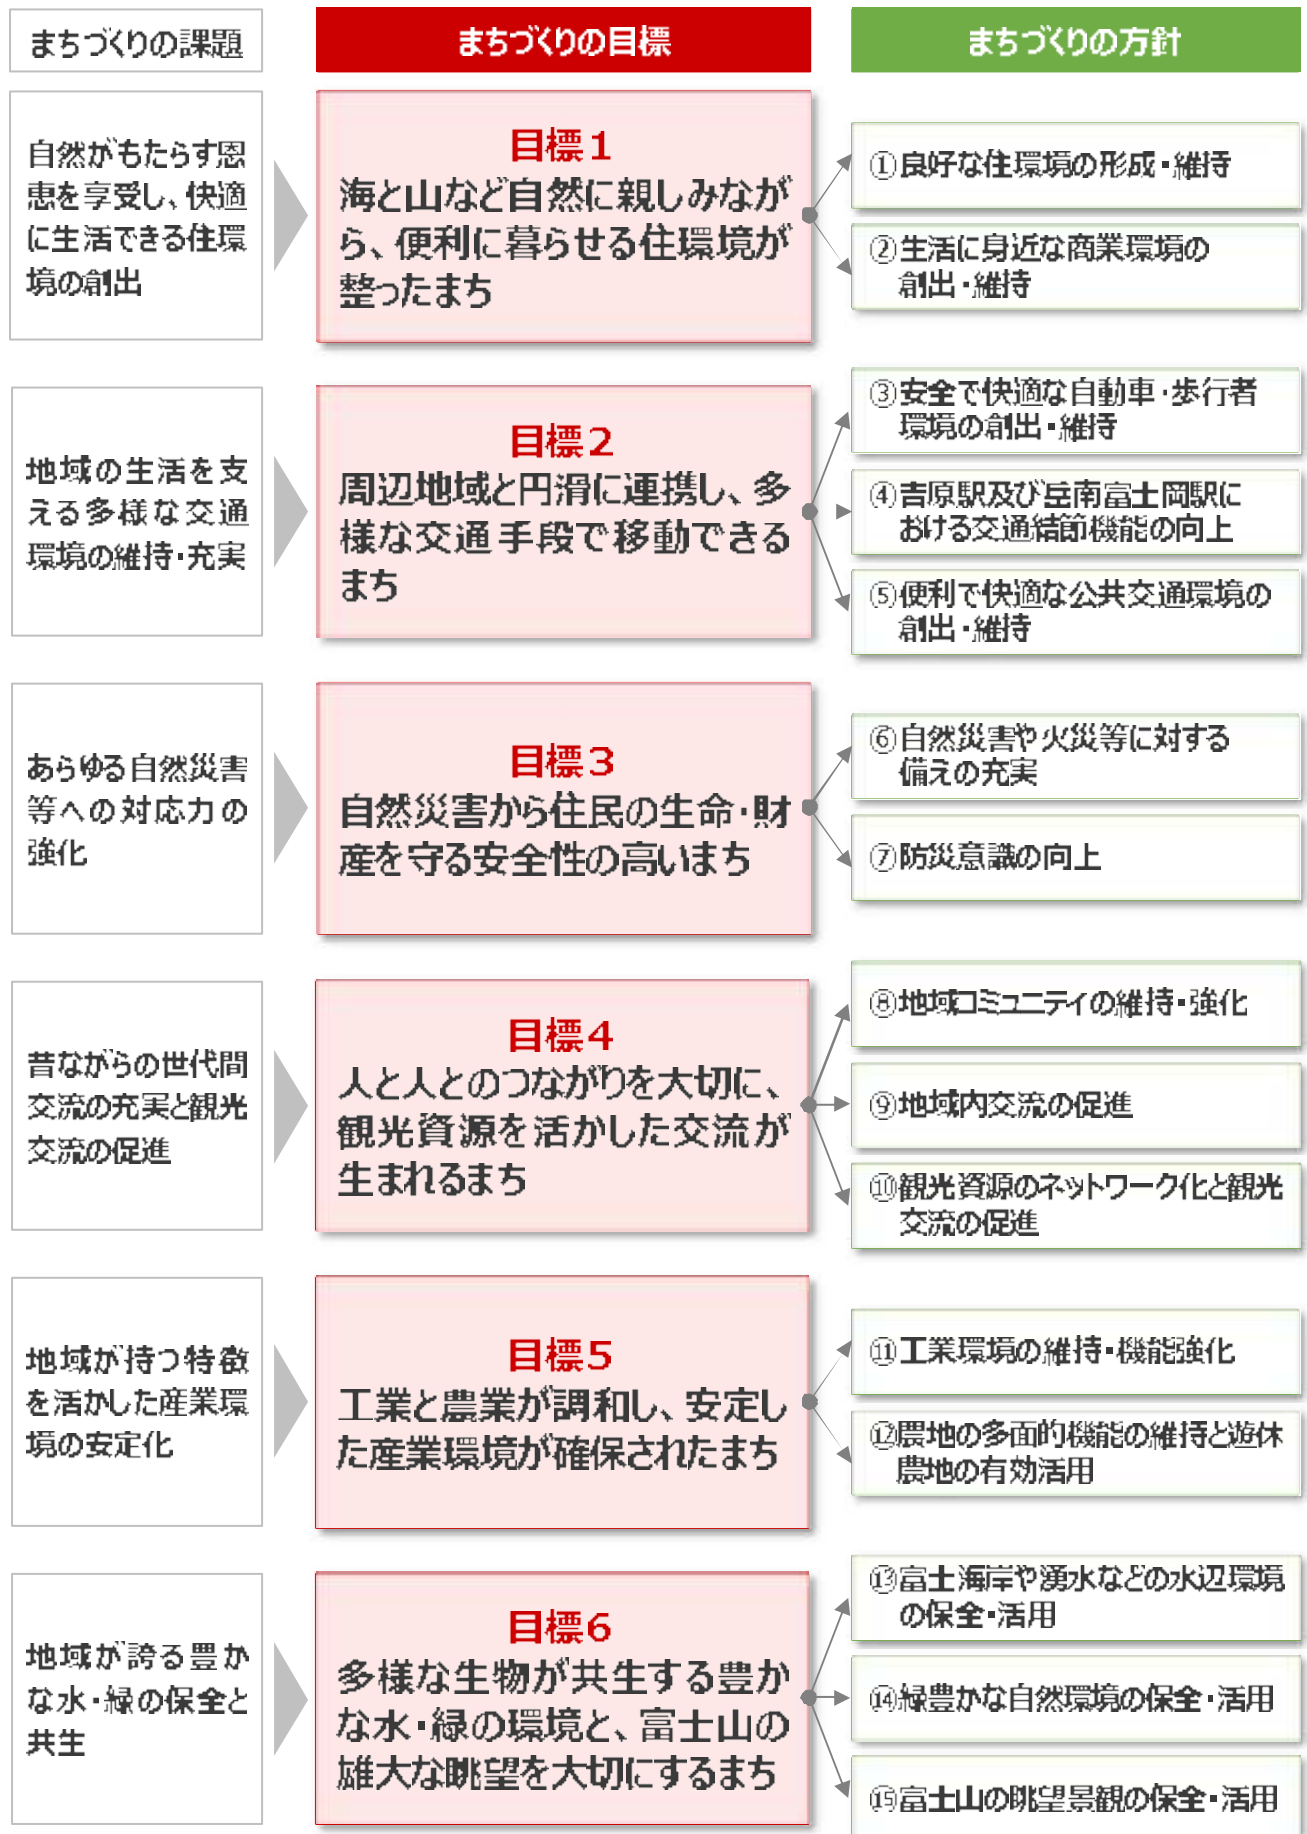 まちづくりの課題
まちづくりの目標
まちづくりの方針
自然がもたらす恩
恵を享受し、快適
に生活できる住環
境の創出
目標1
海と山など自然に親しみなが
ら、便利に暮らせる住環境が
整ったまち
①良好な住環境の形成・維持
②生活に身近な商業環境の
創出・維持
地域の生活を支
える多様な交通
環境の維持・充実
目標2
周辺地域と円滑に連携し、多
様な交通手段で移動できる
まち
③安全で快適な自動車・歩行者
環境の創出・維持
④吉原駅及び岳南富士岡駅に
おける交通結節機能の向上
⑤便利で快適な公共交通環境の
創出・維持
あらゆる自然災害
等への対応力の
強化
目標3
自然災害から住民の生命・財
産を守る安全性の高いまち
⑥自然災害や火災等に対する
備えの充実
⑦防災意識の向上
昔ながらの世代間
交流の充実と観光
交流の促進
目標4
人と人とのつながりを大切に、
観光資源を活かした交流が
生まれるまち
⑧地域コミュニティの維持・強化
⑨地域内交流の促進
⑩観光資源のネットワーク化と観光
交流の促進
地域が持つ特徴
を活かした産業環
境の安定化
目標5
工業と農業が調和し、安定し
た産業環境が確保されたまち
⑪工業環境の維持・機能強化
⑫農地の多面的機能の維持と遊休
農地の有効活用
地域が誇る豊か
な水・緑の保全と
共生
目標6
多様な生物が共生する豊か
な水・緑の環境と、富士山の
雄大な眺望を大切にするまち
⑬富士海岸や湧水などの水辺環境
の保全・活用
⑭緑豊かな自然環境の保全・活用
⑮富士山の眺望景観の保全・活用